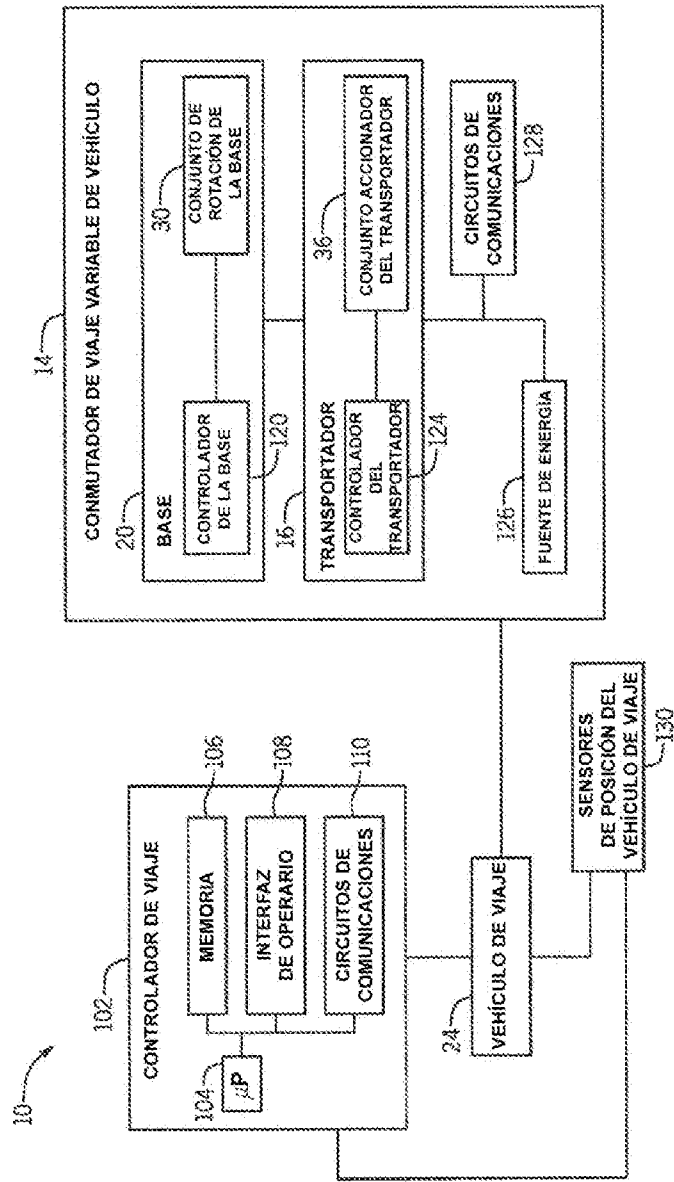 10
102
CONTROLADOR DE VIAJE
104
µP
MEMORIA
106
INTERFAZ
DE OPERARIO
108
CIRCUITOS DE
COMUNICACIONES
110
24
VEHÍCULO DE VIAJE
SENSORES
DE POSICIÓN DEL
VEHÍCULO DE VIAJE
130
14
CONMUTADOR DE VIAJE VARIABLE DE VEHÍCULO
20
BASE
CONTROLADOR
DE LA BASE
120
30
CONJUNTO DE
ROTACIÓN DE
LA BASE
16
TRANSPORTADOR
CONTROLADOR
DEL
TRANSPORTADOR
124
36
CONJUNTO ACCIONADOR
DEL TRANSPORTADOR
126
FUENTE DE ENERGÍA
CIRCUITOS DE
COMUNICACIONES
128